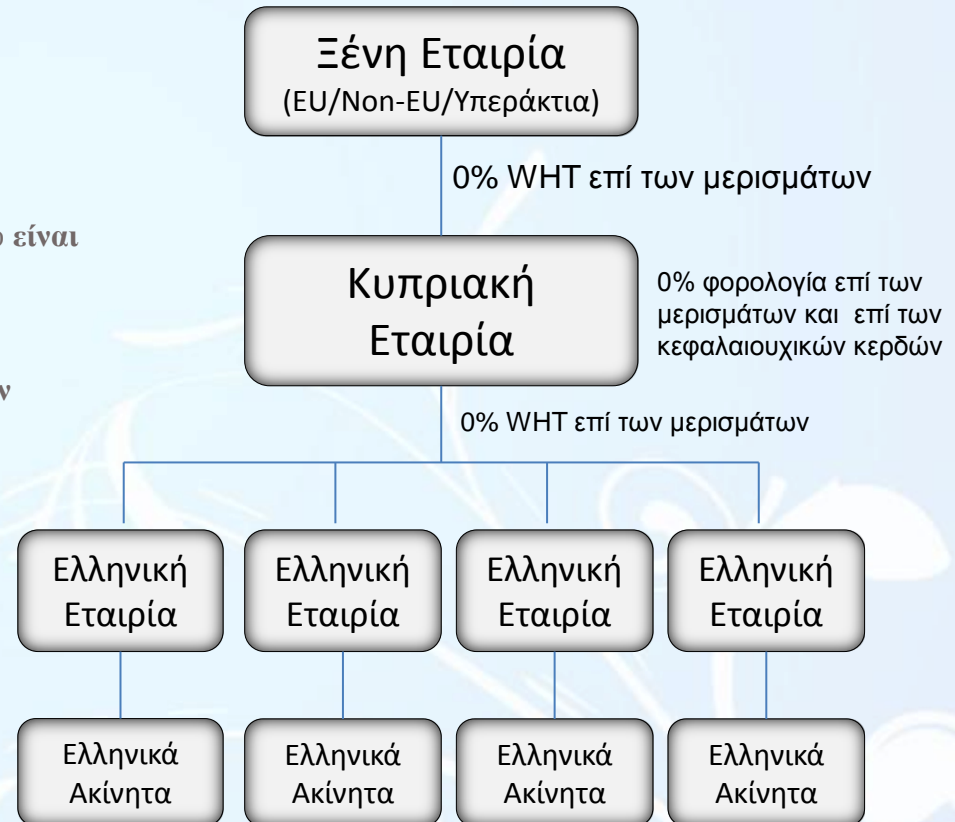 Ξένη Εταιρία
(EU/Non-EU/Υπεράκτια)
0% WHT επί των μερισμάτων
είναι
Κυπριακή
Εταιρία
0% φορολογία επί των
μερισμάτων και επί των
κεφαλαιουχικών κερδών
0% WHT επί των μερισμάτων
Ελληνική
Εταιρία
Ελληνική
Εταιρία
Ελληνική
Εταιρία
Ελληνική
Εταιρία
Ελληνικά
Ακίνητα
Ελληνικά
Ακίνητα
Ελληνικά
Ακίνητα
Ελληνικά
Ακίνητα